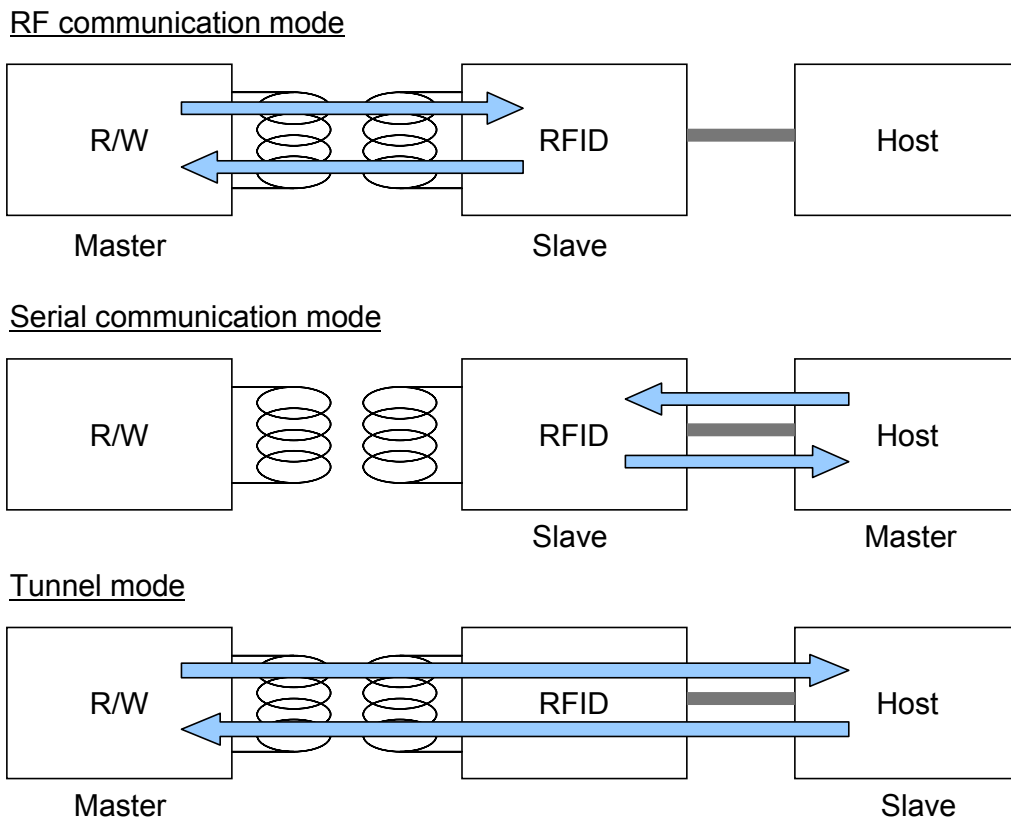 RF communication mode
R/W RFID Host
Master Slave
Serial communication mode
R/W RFID Host
Slave Master
Tunnel mode
R/W RFID Host
Master Slave